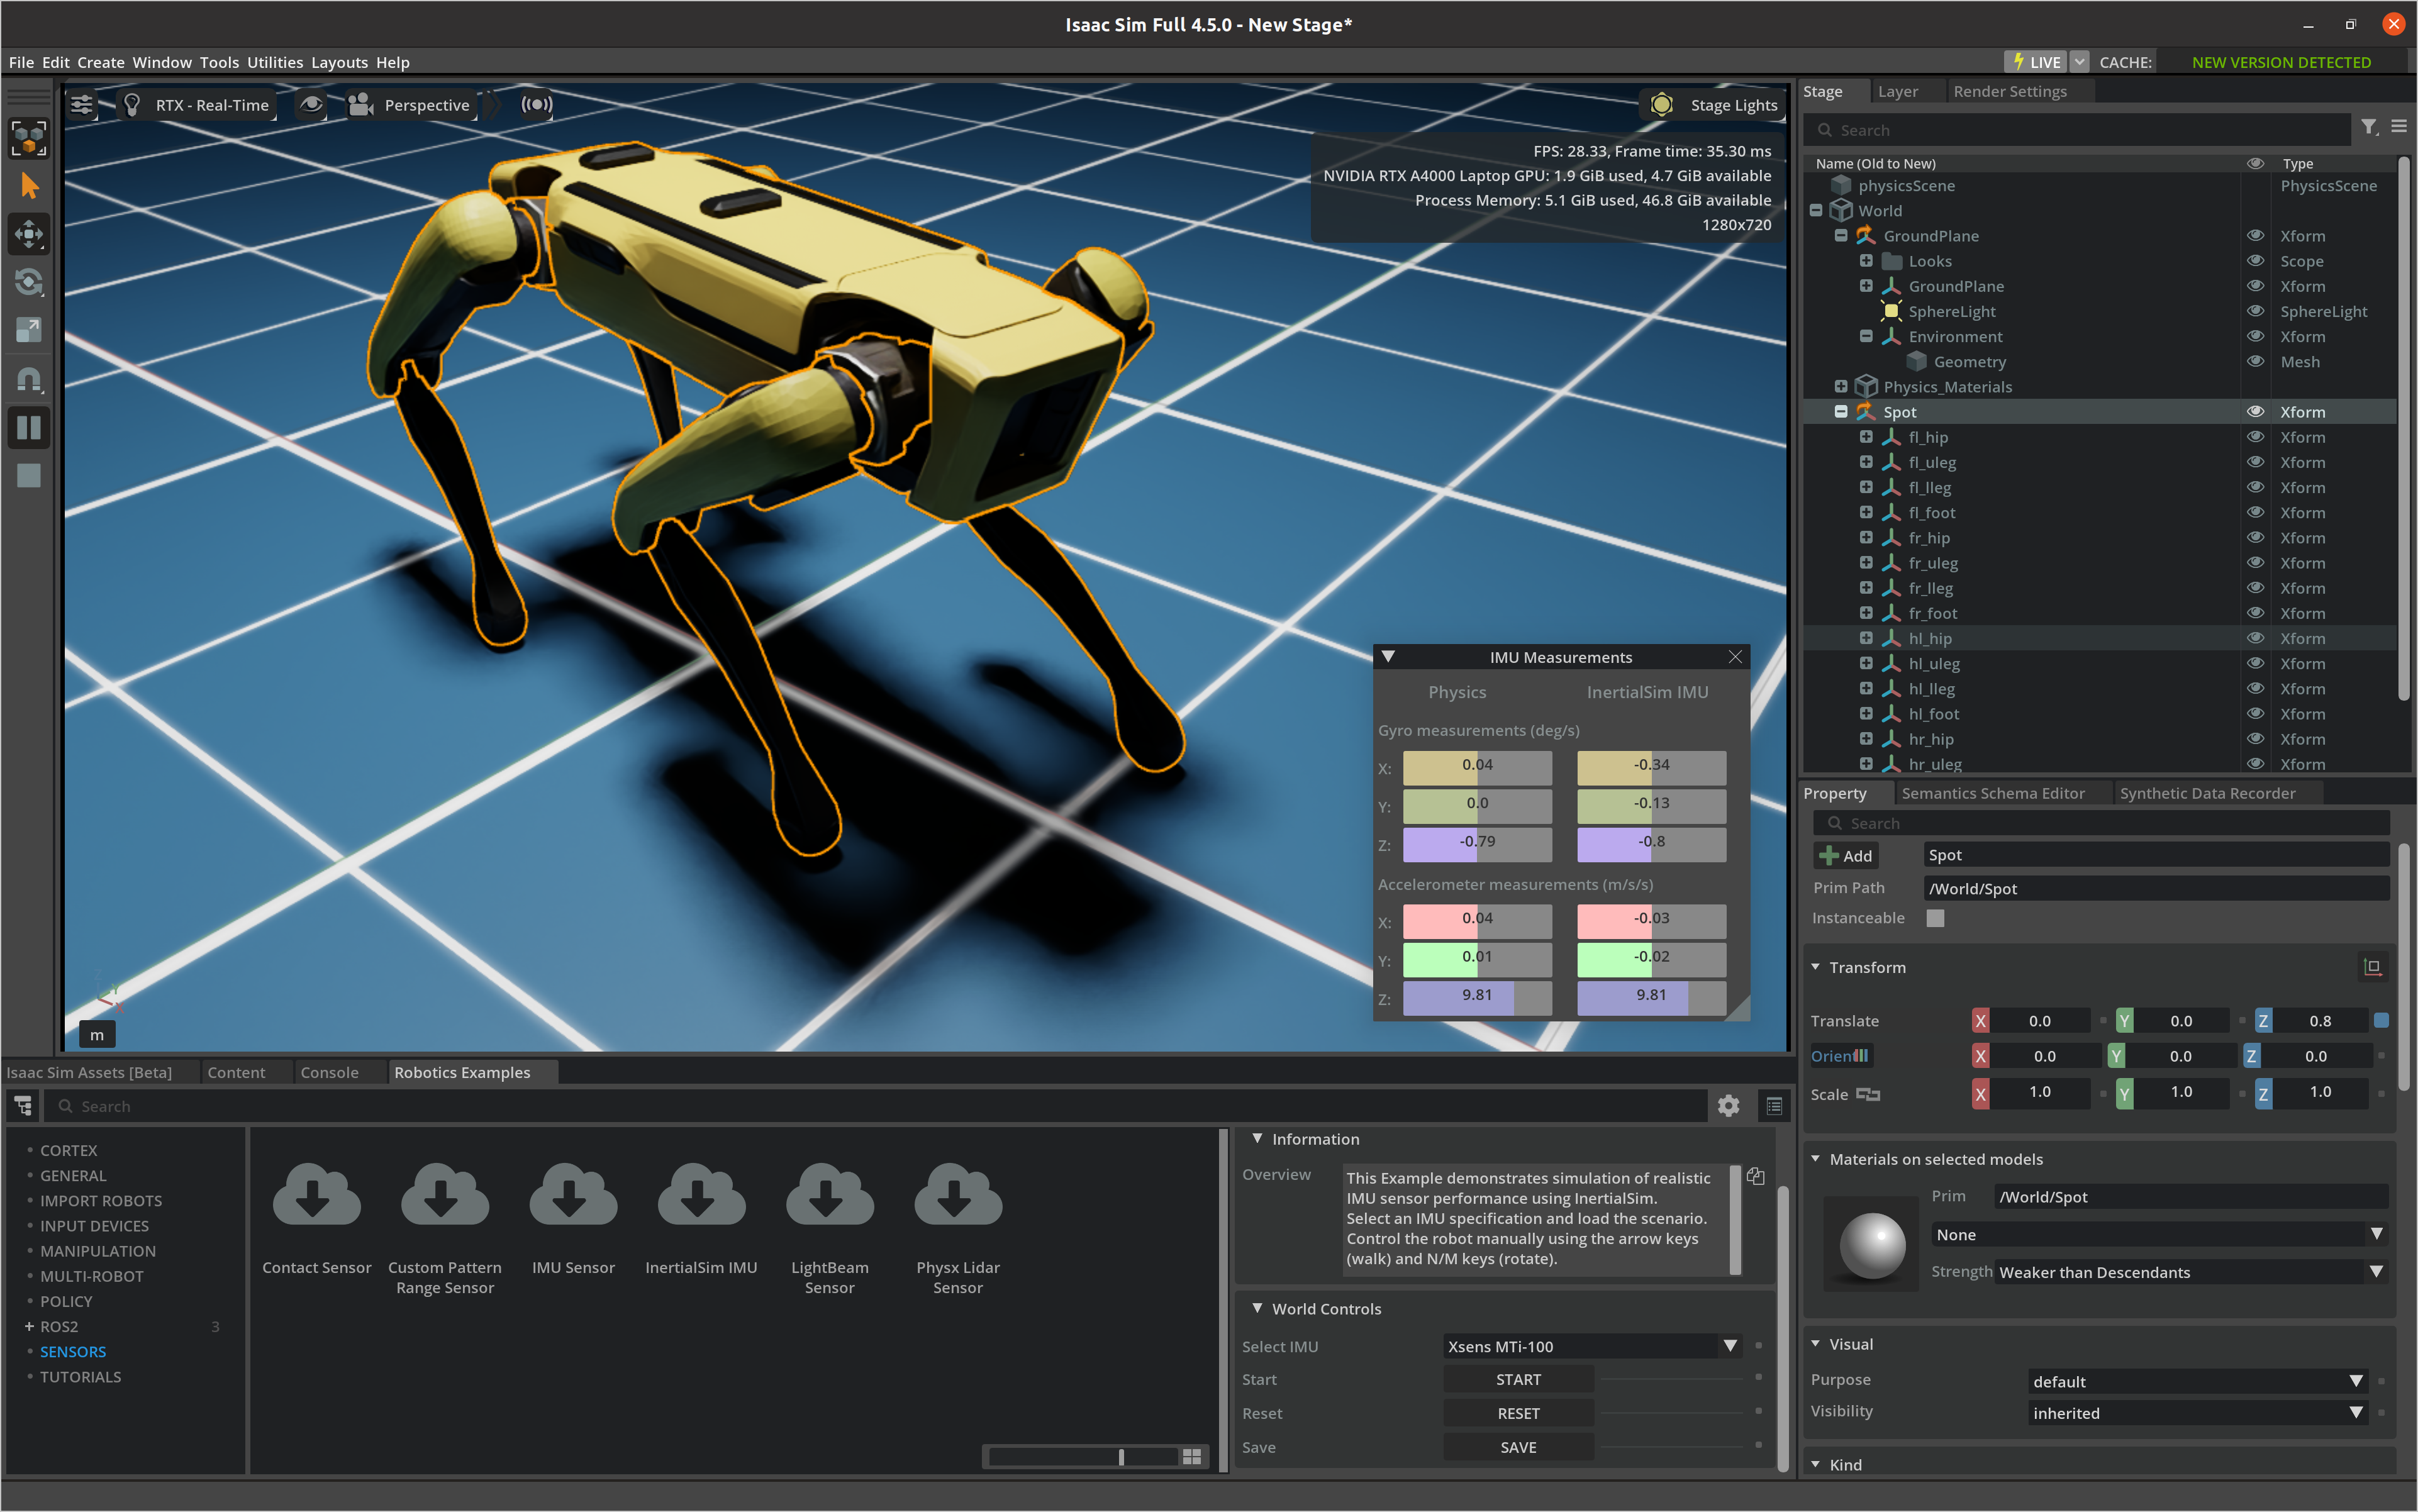 Isaac Sim Full 4.5.0 - New Stage*
File Edit Create Window Tools Utilities Layouts Help
LIVE CACHE: NEW VERSION DETECTED
RTX - Real-Time Perspective Stage Lights
FPS: 28.33, Frame time: 35.30 ms
NVIDIA RTX A4000 Laptop GPU: 1.9 GiB used, 4.7 GiB available
Process Memory: 5.1 GiB used, 46.8 GiB available
1280x720
IMU Measurements
Physics InertialSim IMU
Gyro measurements (deg/s)
X: 0.04 -0.34
Y: 0.0 -0.13
Z: -0.79 -0.8
Accelerometer measurements (m/s/s)
X: 0.04 -0.03
Y: 0.01 -0.02
Z: 9.81 9.81
Y
X
m
Stage Layer Render Settings
Search
Name (Old to New) Type
physicsScene PhysicsScene
World
GroundPlane Xform
Looks Scope
GroundPlane Xform
SphereLight SphereLight
Environment Xform
Geometry Mesh
Physics_Materials
Spot Xform
fl_hip Xform
fl_uleg Xform
fl_lleg Xform
fl_foot Xform
fr_hip Xform
fr_uleg Xform
fr_lleg Xform
fr_foot Xform
hl_hip Xform
hl_uleg Xform
hl_lleg Xform
hl_foot Xform
hr_hip Xform
hr_uleg Xform
Property Semantics Schema Editor Synthetic Data Recorder
Search
Add Spot
Prim Path /World/Spot
Instanceable
Transform
Translate X 0.0 Y 0.0 Z 0.8
Orient X 0.0 Y 0.0 Z 0.0
Scale X 1.0 Y 1.0 Z 1.0
Materials on selected models
Prim /World/Spot
None
Strength Weaker than Descendants
Visual
Purpose default
Visibility inherited
Kind
Isaac Sim Assets [Beta] Content Console Robotics Examples
Search
CORTEX
GENERAL
IMPORT ROBOTS
INPUT DEVICES
MANIPULATION
MULTI-ROBOT
POLICY
+ ROS2 3
SENSORS
TUTORIALS
Contact Sensor
Custom Pattern
Range Sensor
IMU Sensor
InertialSim IMU
LightBeam
Sensor
Physx Lidar
Sensor
Information
Overview
This Example demonstrates simulation of realistic
IMU sensor performance using InertialSim.
Select an IMU specification and load the scenario.
Control the robot manually using the arrow keys
(walk) and N/M keys (rotate).
World Controls
Select IMU Xsens MTi-100
Start START
Reset RESET
Save SAVE